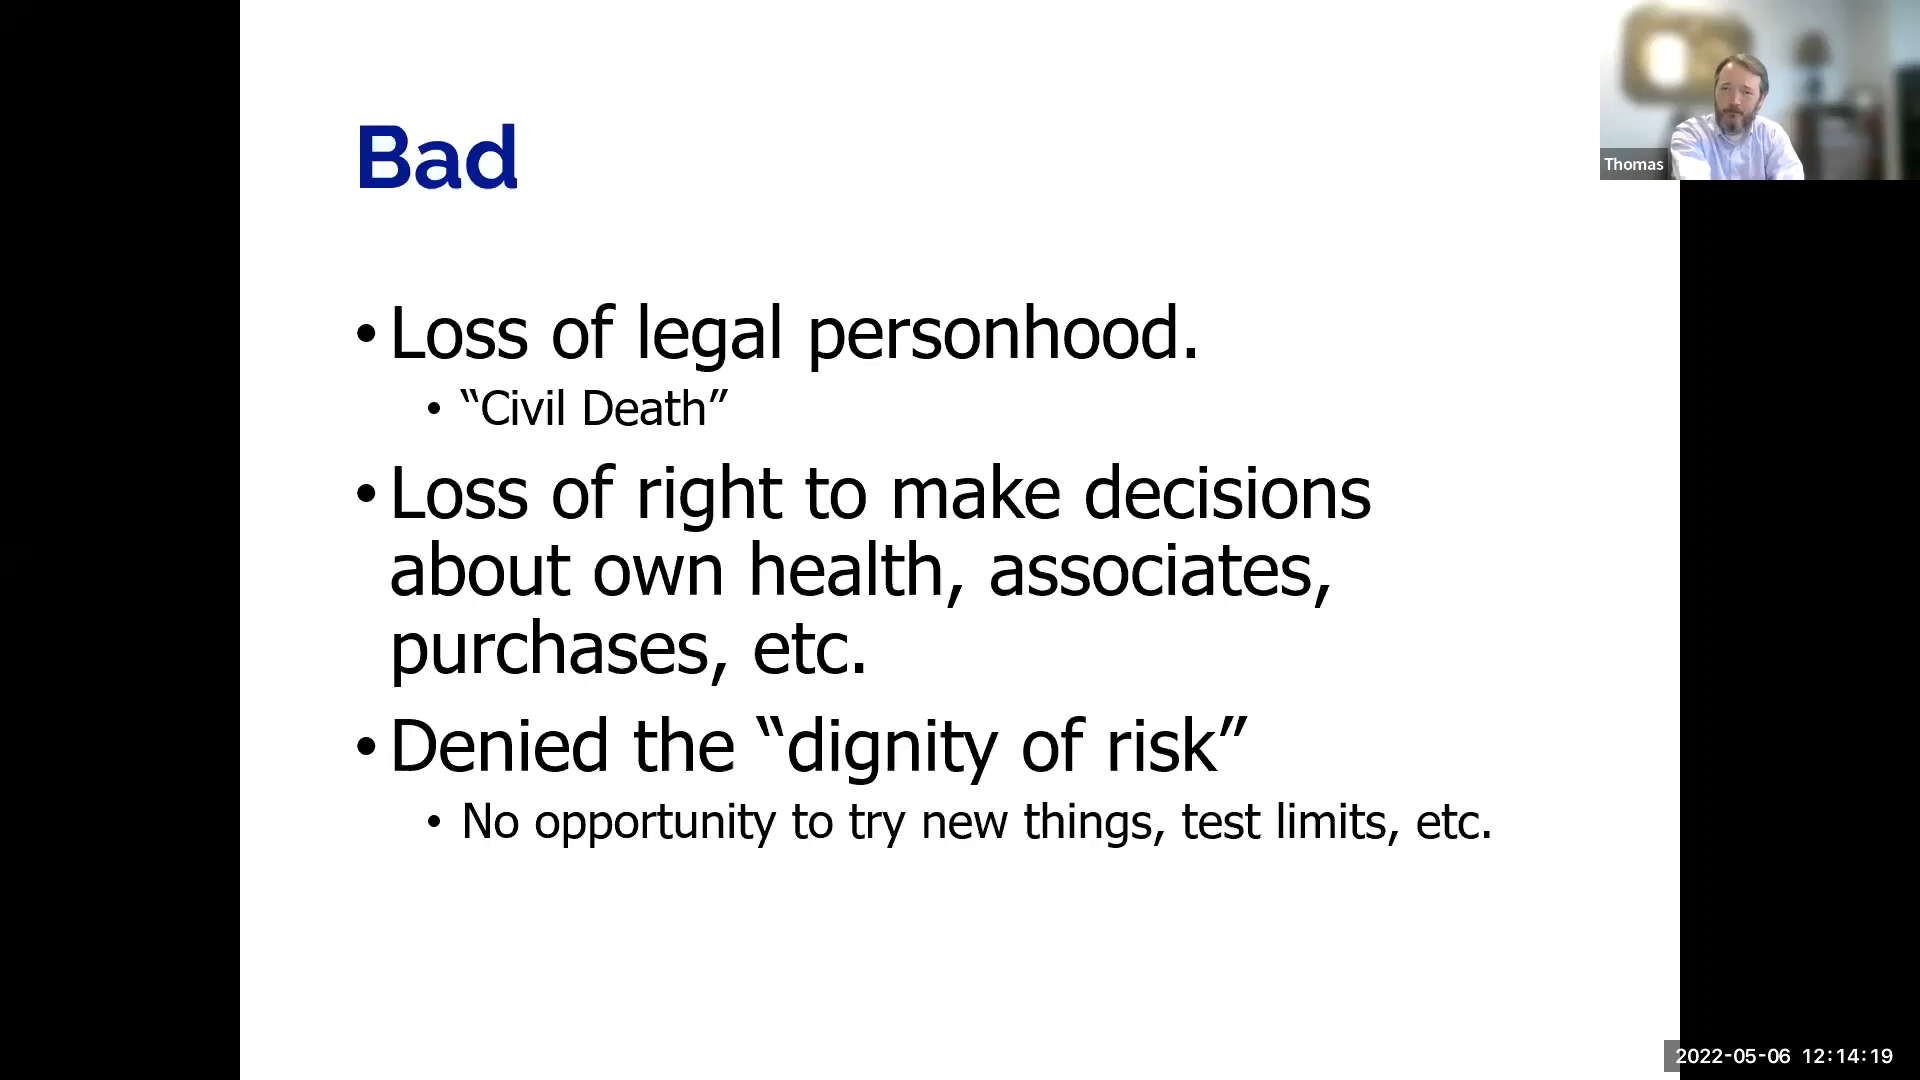 Bad
Thomas
• Loss of legal personhood.
• “Civil Death”
• Loss of right to make decisions
about own health, associates,
purchases, etc.
• Denied the “dignity of risk”
• No opportunity to try new things, test limits, etc.
2022-05-06 12:14:19